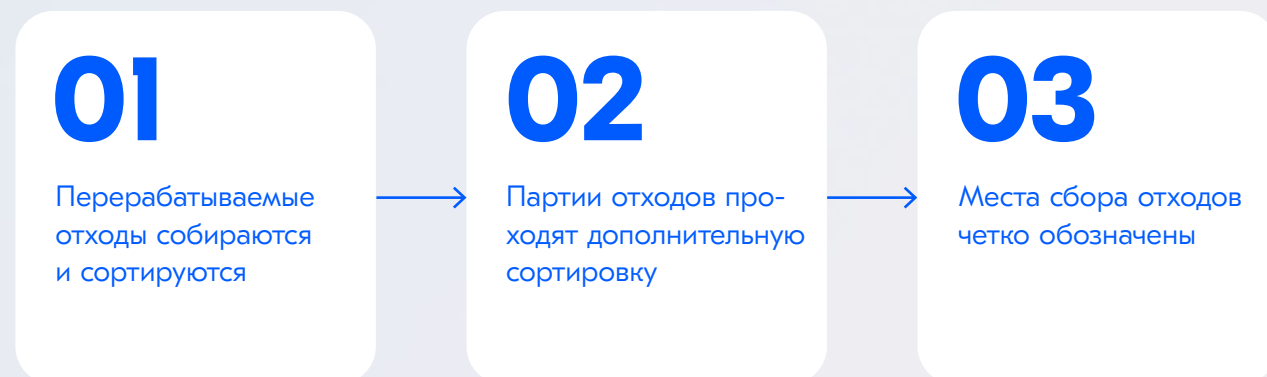 01
Перерабатываемые
отходы собираются
и сортируются
02
Партии отходов про-
ходят дополнительную
сортировку
03
Места сбора отходов
четко обозначены